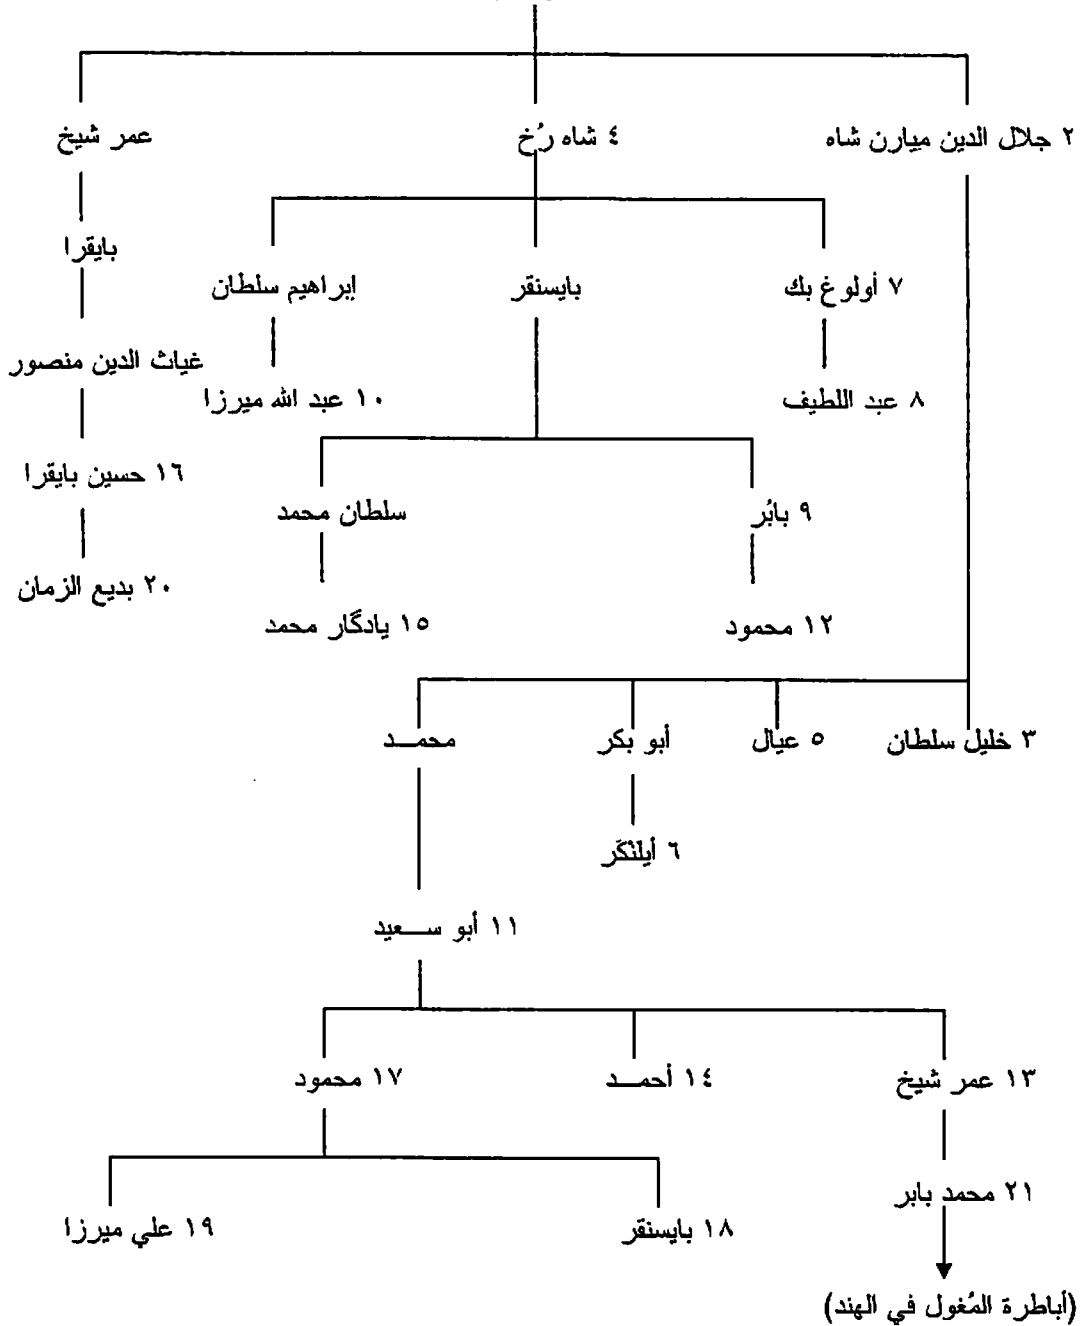 ٢ جلال الدين ميارن شاه
٤ شاه رُخ
عمر شيخ
بايقرا
٧ أولوغ بك
بايسنقر
إبراهيم سلطان
غياث الدين منصور
٨ عبد اللطيف
١٠ عبد الله ميرزا
١٦ حسين بايقرا
٩ بابُر
سلطان محمد
٢٠ بديع الزمان
١٢ محمود
١٥ يادگار محمد
٣ خليل سلطان
٥ عيال
أبو بكر
محمـد
٦ أيلنكَر
١١ أبو سـعيد
١٣ عمر شيخ
١٤ أحمـد
١٧ محمود
٢١ محمد بابر
١٨ بايسنقر
١٩ علي ميرزا
(أباطرة المُغول في الهند)